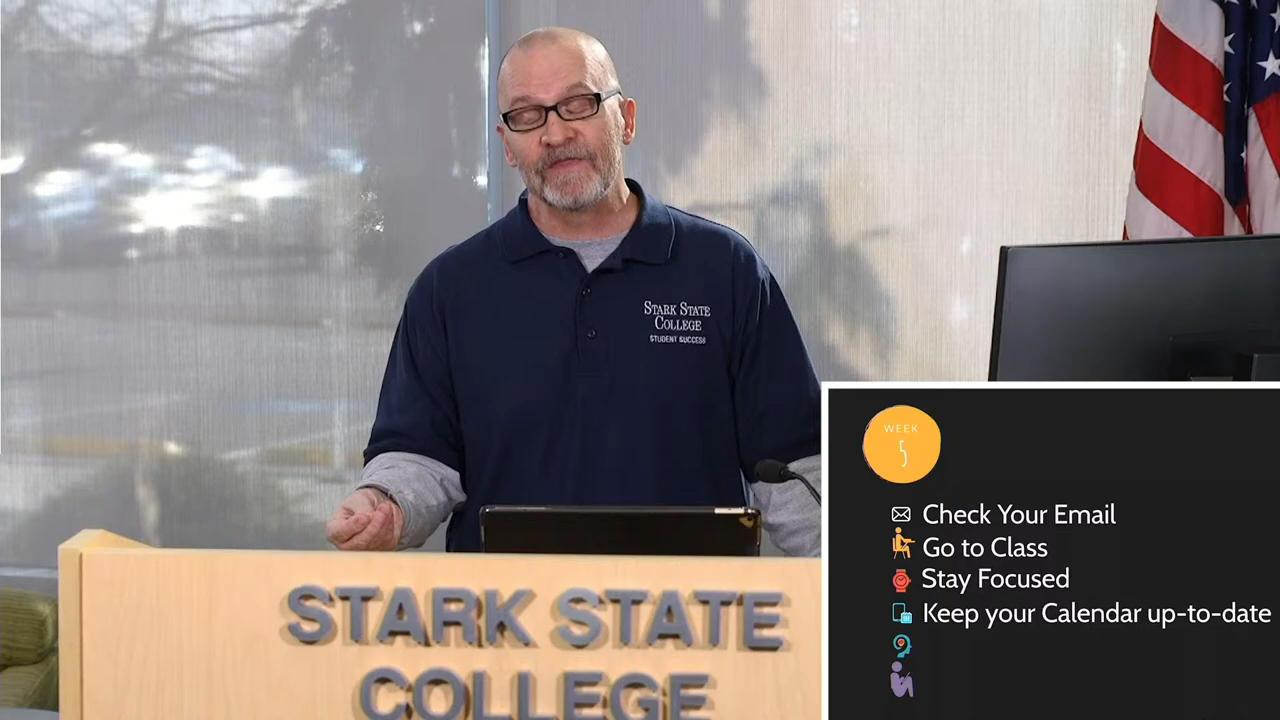 STARK STATE
COLLEGE
STUDENT SUCCESS
STARK STATE
COLLEGE
WEEK
5
Check Your Email
Go to Class
Stay Focused
Keep your Calendar up-to-date